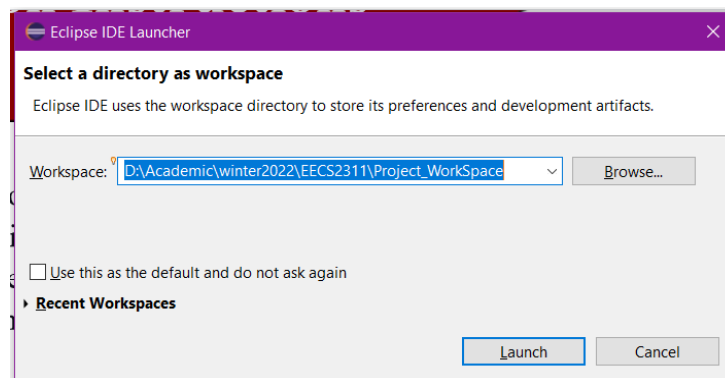 Eclipse IDE Launcher
Select a directory as workspace
Eclipse IDE uses the workspace directory to store its preferences and development artifacts.
Workspace: D:\Academic\winter2022\EECS2311\Project_WorkSpace Browse...
Use this as the default and do not ask again
Recent Workspaces
Launch Cancel